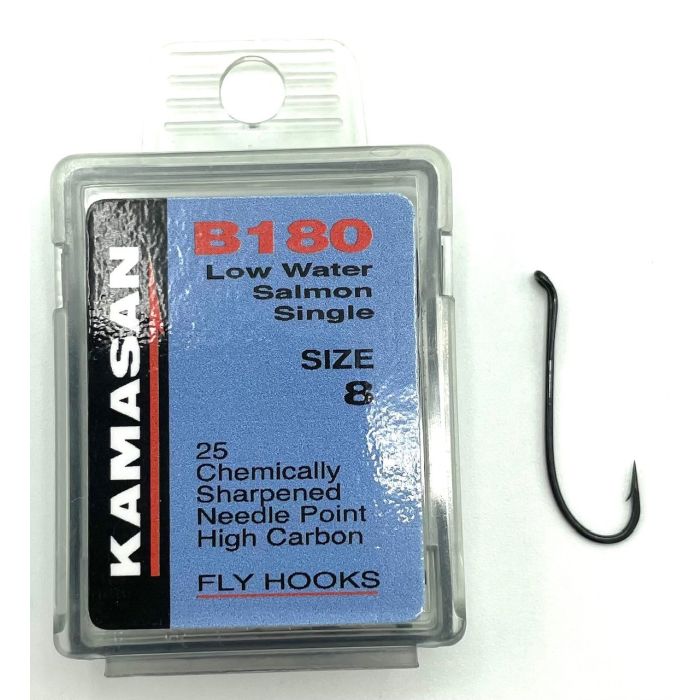 KAMASAN
B180
Low Water
Salmon
Single
SIZE
8
25
Chemically
Sharpened
Needle Point
High Carbon
FLY HOOKS